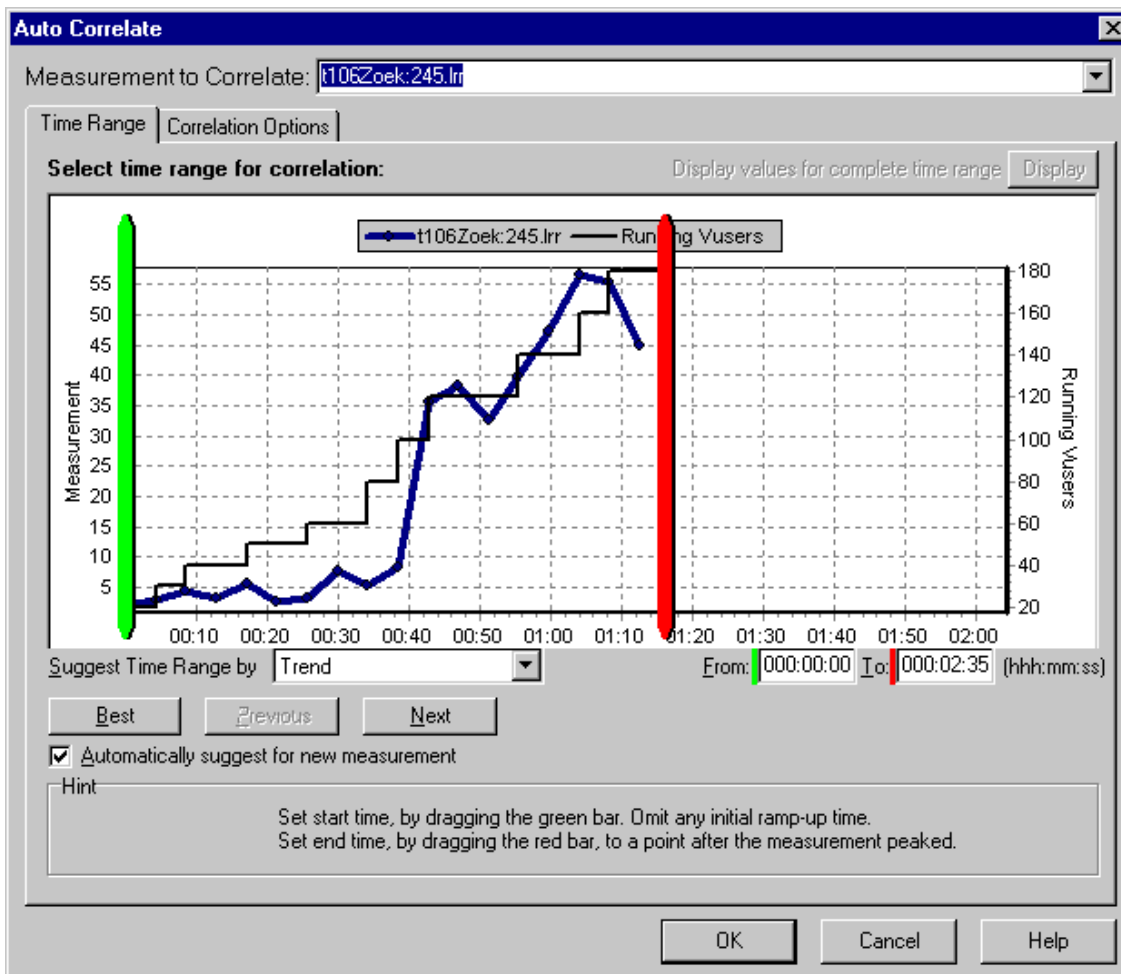 Auto Correlate
Measurement to Correlate: t106Zoek:245.lrr
Time Range Correlation Options
Select time range for correlation: Display values for complete time range Display
t106Zoek:245.lrr Running Vusers
Measurement
55
50
45
40
35
30
25
20
15
10
5
180
160
140
120
100
80
60
40
20
Running Vusers
00:10 00:20 00:30 00:40 00:50 01:00 01:10 01:20 01:30 01:40 01:50 02:00
Suggest Time Range by Trend From: 000:00:00 To: 000:02:35 (hhh:mm:ss)
Best Previous Next
Automatically suggest for new measurement
Hint
Set start time, by dragging the green bar. Omit any initial ramp-up time.
Set end time, by dragging the red bar, to a point after the measurement peaked.
OK Cancel Help